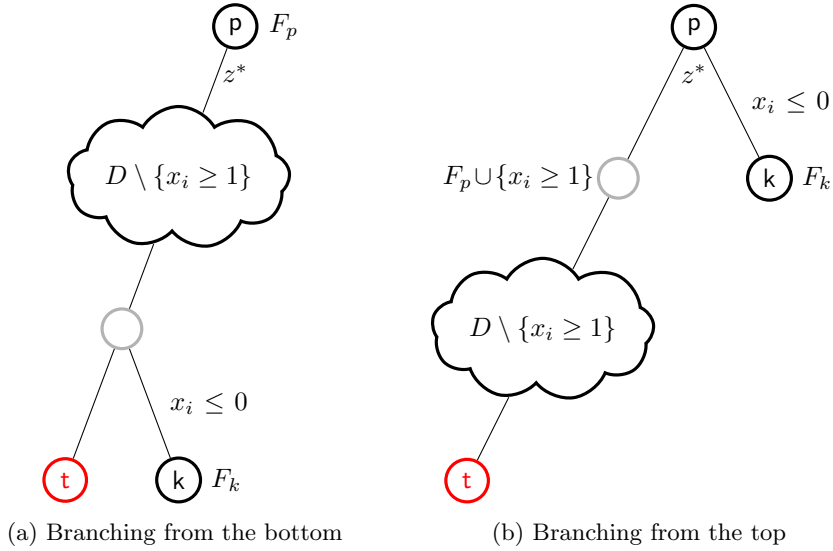 p F_p
z*
D \ {x_i ≥ 1}
x_i ≤ 0
t
k F_k
(a) Branching from the bottom
p
z*
x_i ≤ 0
F_p ∪ {x_i ≥ 1}
k F_k
D \ {x_i ≥ 1}
t
(b) Branching from the top